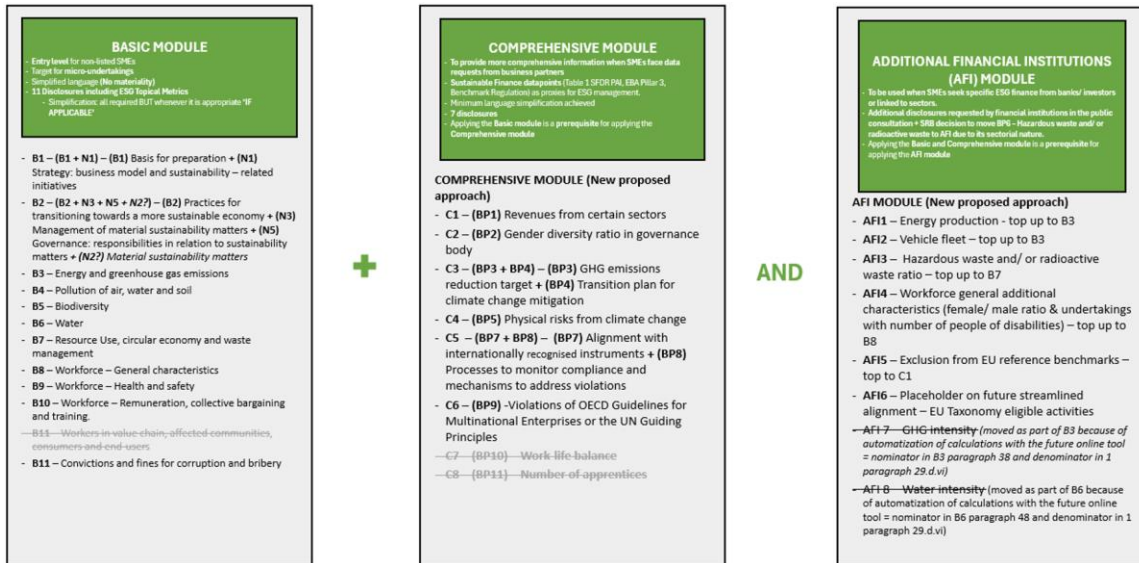 BASIC MODULE
- Entry level for non-listed SMEs
- Target for micro-undertakings
- Simplified language (No materiality)
- 11 Disclosures including ESG Topical Metrics
- Simplification: all required BUT whenever it is appropriate "IF
APPLICABLE"
- B1 – (B1 + N1) – (B1) Basis for preparation + (N1)
Strategy: business model and sustainability – related
initiatives
- B2 – (B2 + N3 + N5 + N2?) – (B2) Practices for
transitioning towards a more sustainable economy + (N3)
Management of material sustainability matters + (N5)
Governance: responsibilities in relation to sustainability
matters + (N2?) Material sustainability matters
- B3 – Energy and greenhouse gas emissions
- B4 – Pollution of air, water and soil
- B5 – Biodiversity
- B6 – Water
- B7 – Resource Use, circular economy and waste
management
- B8 – Workforce – General characteristics
- B9 – Workforce – Health and safety
- B10 – Workforce – Remuneration, collective bargaining
and training.
- B11 – Workers in value chain, affected communities,
consumers and end-users
- B11 – Convictions and fines for corruption and bribery
+
COMPREHENSIVE MODULE
- To provide more comprehensive information when SMEs face data
requests from business partners
- Sustainable Finance datapoints (Table 1 SFDR PAI, EBA Pillar 3,
Benchmark Regulation) as proxies for ESG management.
- Minimum language simplification achieved
- 7 disclosures
- Applying the Basic module is a prerequisite for applying the
Comprehensive module
COMPREHENSIVE MODULE (New proposed
approach)
- C1 – (BP1) Revenues from certain sectors
- C2 – (BP2) Gender diversity ratio in governance
body
- C3 – (BP3 + BP4) – (BP3) GHG emissions
reduction target + (BP4) Transition plan for
climate change mitigation
- C4 – (BP5) Physical risks from climate change
- C5 – (BP7 + BP8) – (BP7) Alignment with
internationally recognised instruments + (BP8)
Processes to monitor compliance and
mechanisms to address violations
- C6 – (BP9) -Violations of OECD Guidelines for
Multinational Enterprises or the UN Guiding
Principles
- C7 – (BP10) – Work life balance
- C8 – (BP11) – Number of apprentices
AND
ADDITIONAL FINANCIAL INSTITUTIONS
(AFI) MODULE
- To be used when SMEs seek specific ESG finance from banks/ investors
or linked to sectors.
- Additional disclosures requested by financial institutions in the public
consultation + SRB decision to move BP6 – Hazardous waste and/ or
radioactive waste to AFI due to its sectorial nature.
- Applying the Basic and Comprehensive module is a prerequisite for
applying the AFI module
AFI MODULE (New proposed approach)
- AFI1 – Energy production - top up to B3
- AFI2 – Vehicle fleet – top up to B3
- AFI3 – Hazardous waste and/ or radioactive
waste ratio – top up to B7
- AFI4 – Workforce general additional
characteristics (female/ male ratio & undertakings
with number of people of disabilities) – top up to
B8
- AFI5 – Exclusion from EU reference benchmarks –
top to C1
- AFI6 – Placeholder on future streamlined
alignment – EU Taxonomy eligible activities
- AFI 7 – GHG intensity (moved as part of B3 because of
automatization of calculations with the future online tool
= nominator in B3 paragraph 38 and denominator in 1
paragraph 29.d.vi)
- AFI 8 – Water intensity (moved as part of B6 because
of automatization of calculations with the future online
tool = nominator in B6 paragraph 48 and denominator in 1
paragraph 29.d.vi)